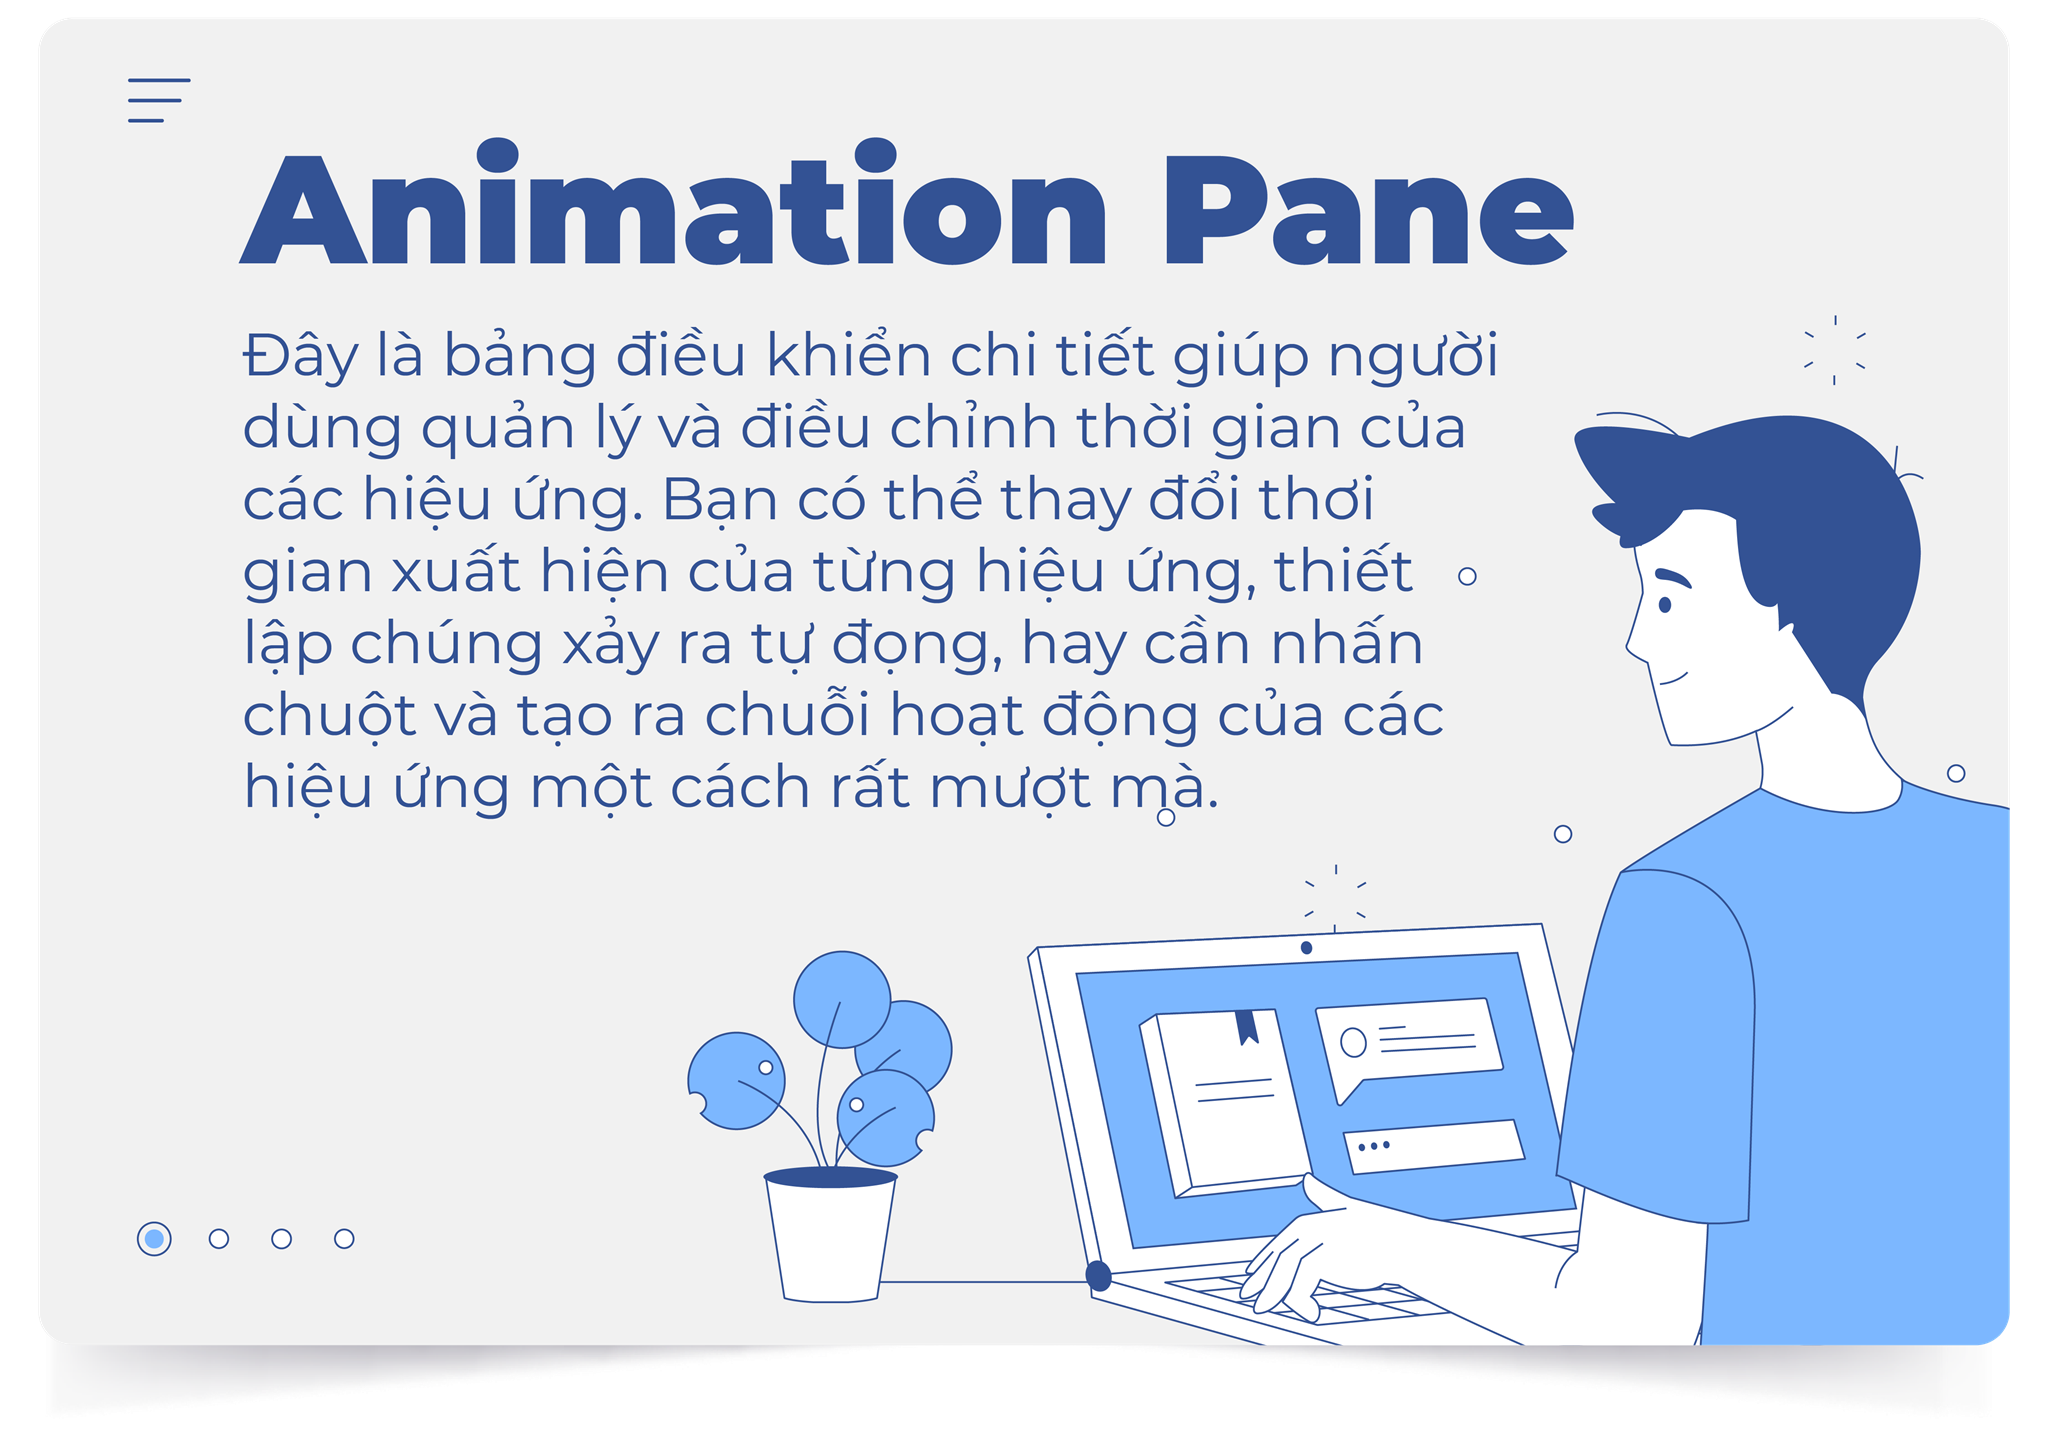 Animation Pane
Đây là bảng điều khiển chi tiết giúp người
dùng quản lý và điều chỉnh thời gian của
các hiệu ứng. Bạn có thể thay đổi thơi
gian xuất hiện của từng hiệu ứng, thiết
lập chúng xảy ra tự đọng, hay cần nhấn
chuột và tạo ra chuỗi hoạt động của các
hiệu ứng một cách rất mượt mà.